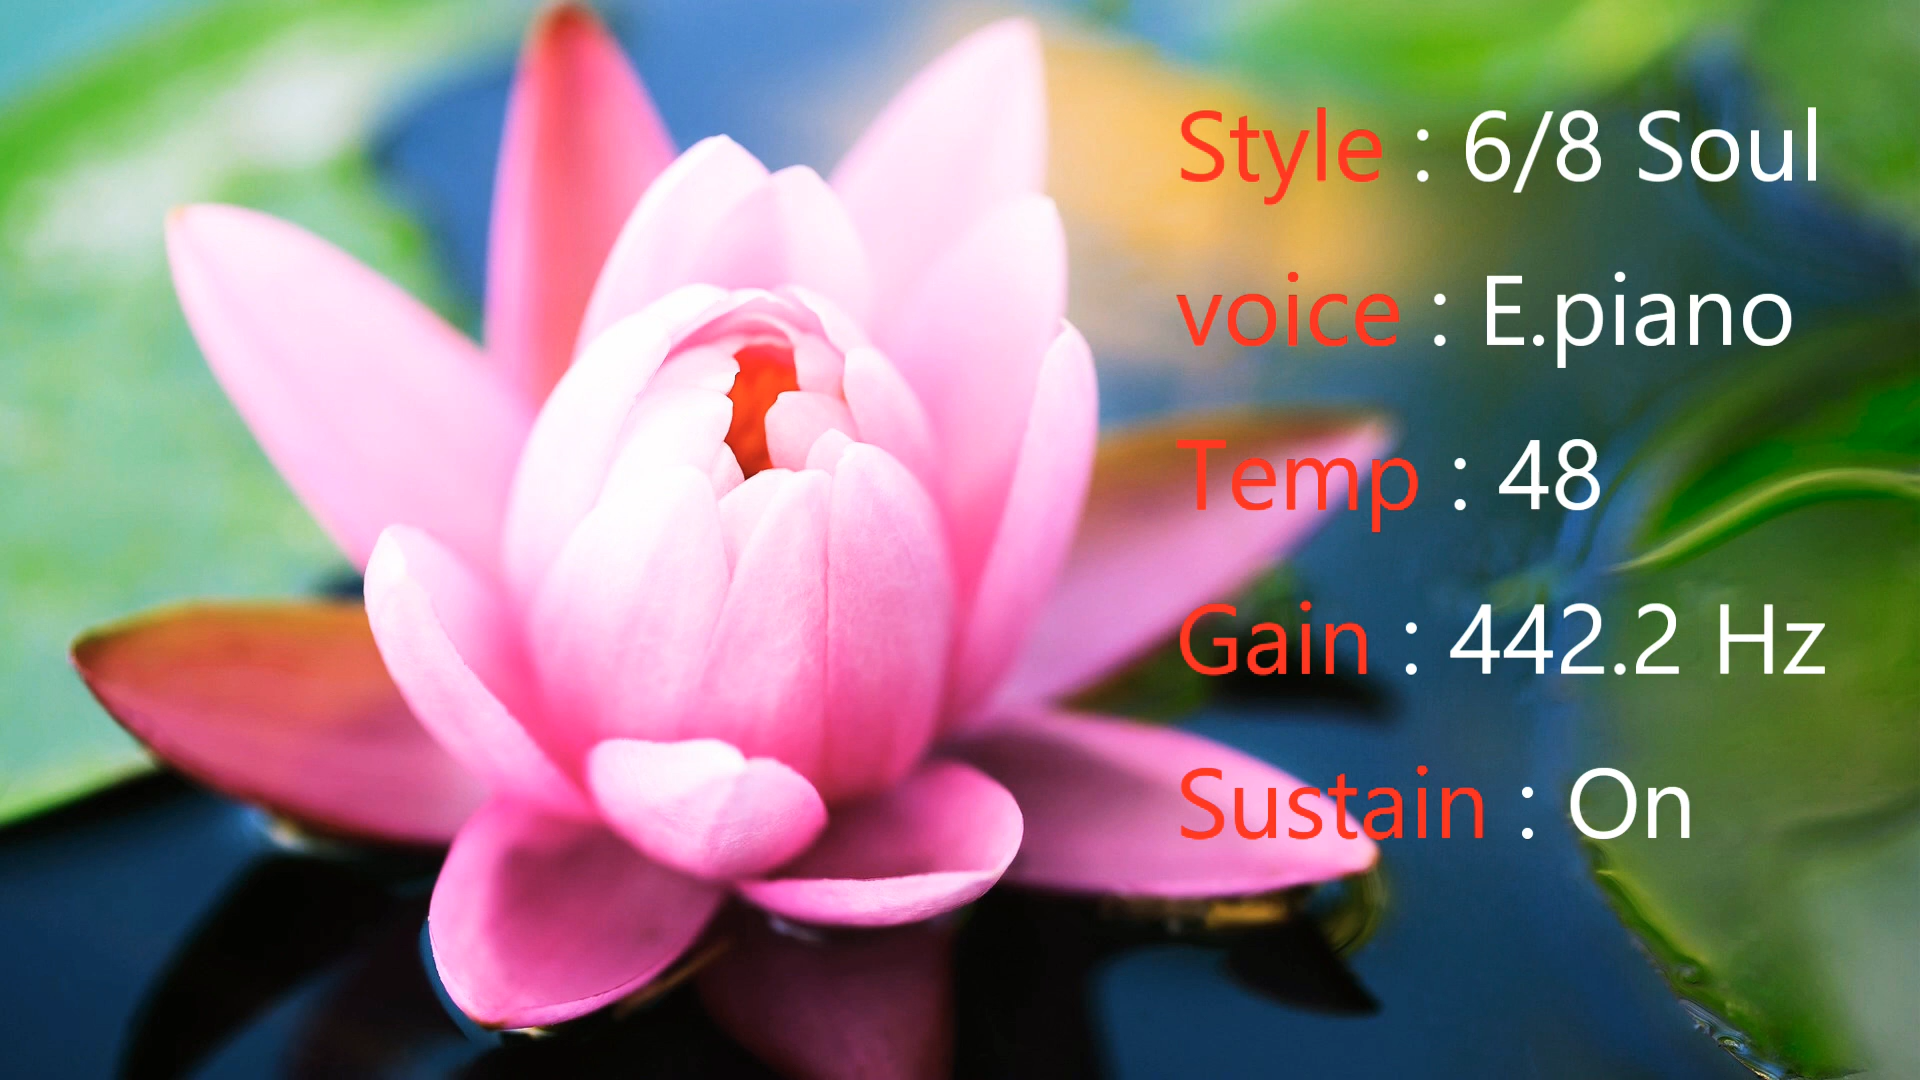 Style : 6/8 Soul
voice : E.piano
Temp : 48
Gain : 442.2 Hz
Sustain : On